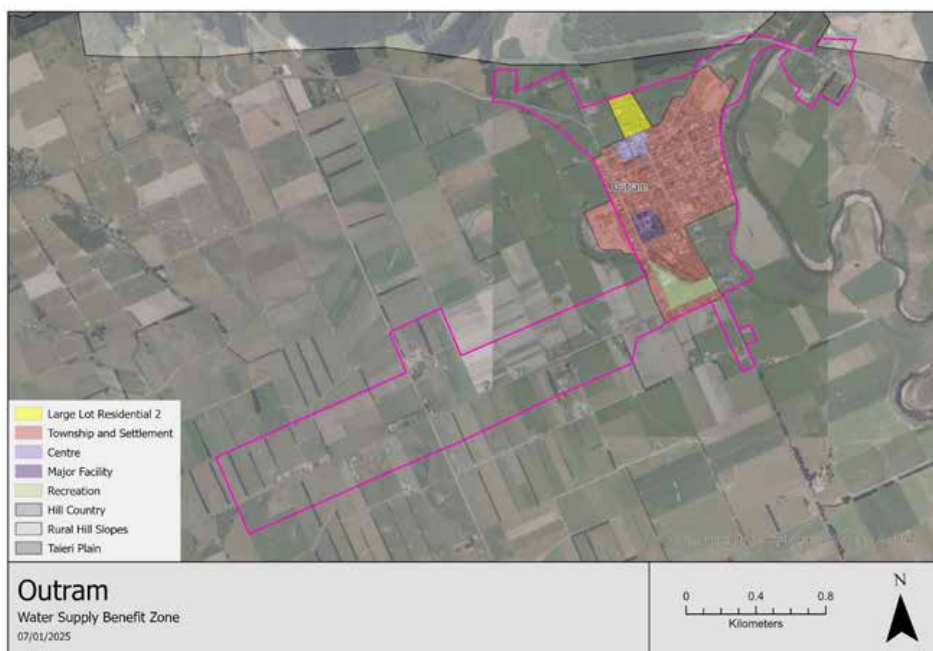 Outram
Large Lot Residential 2
Township and Settlement
Centre
Major Facility
Recreation
Hill Country
Rural Hill Slopes
Taieri Plain
Outram
Water Supply Benefit Zone
07/01/2025
0 0.4 0.8
Kilometers
N